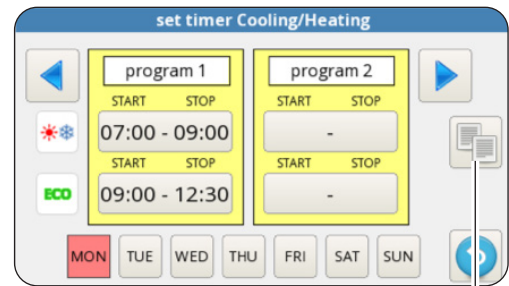 set timer Cooling/Heating
program 1 program 2
START STOP START STOP
07:00 - 09:00 -
START STOP START STOP
ECO 09:00 - 12:30 -
MON TUE WED THU FRI SAT SUN